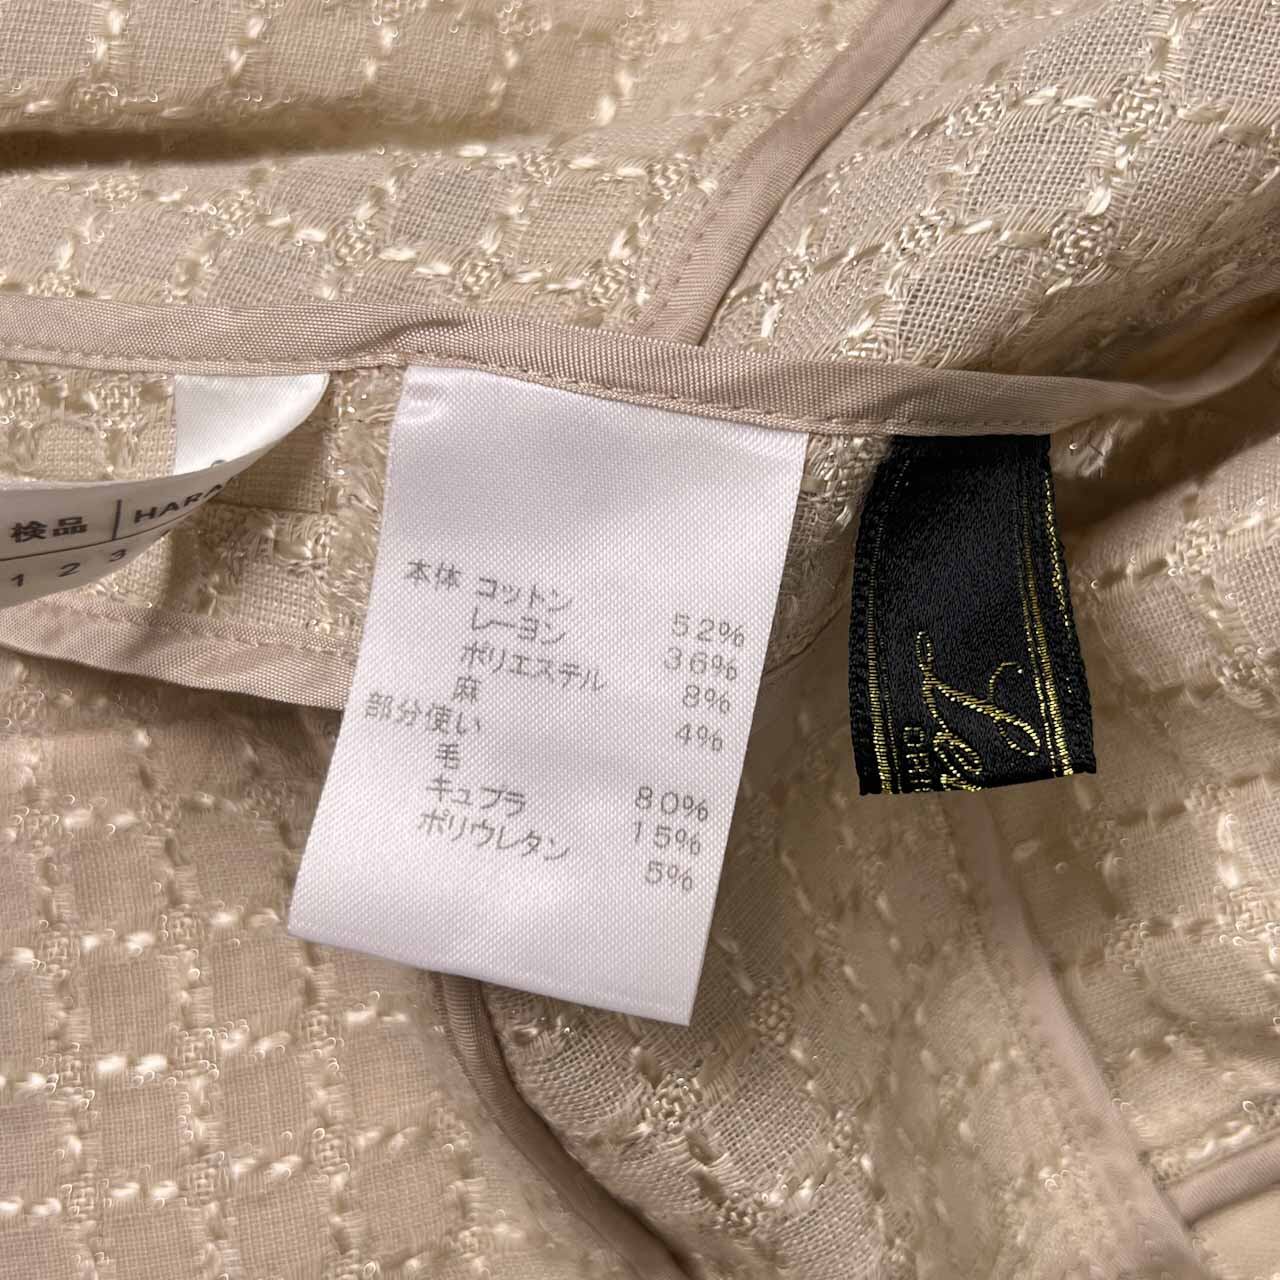 検品 HARA
1 2 3
本体 コットン 52%
レーヨン 36%
ポリエステル 8%
麻 4%
部分使い
毛 80%
キュプラ 15%
ポリウレタン 5%